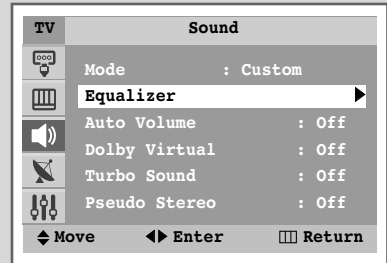 TV Sound
Mode : Custom
Equalizer
Auto Volume : Off
Dolby Virtual : Off
Turbo Sound : Off
Pseudo Stereo : Off
Move Enter Return